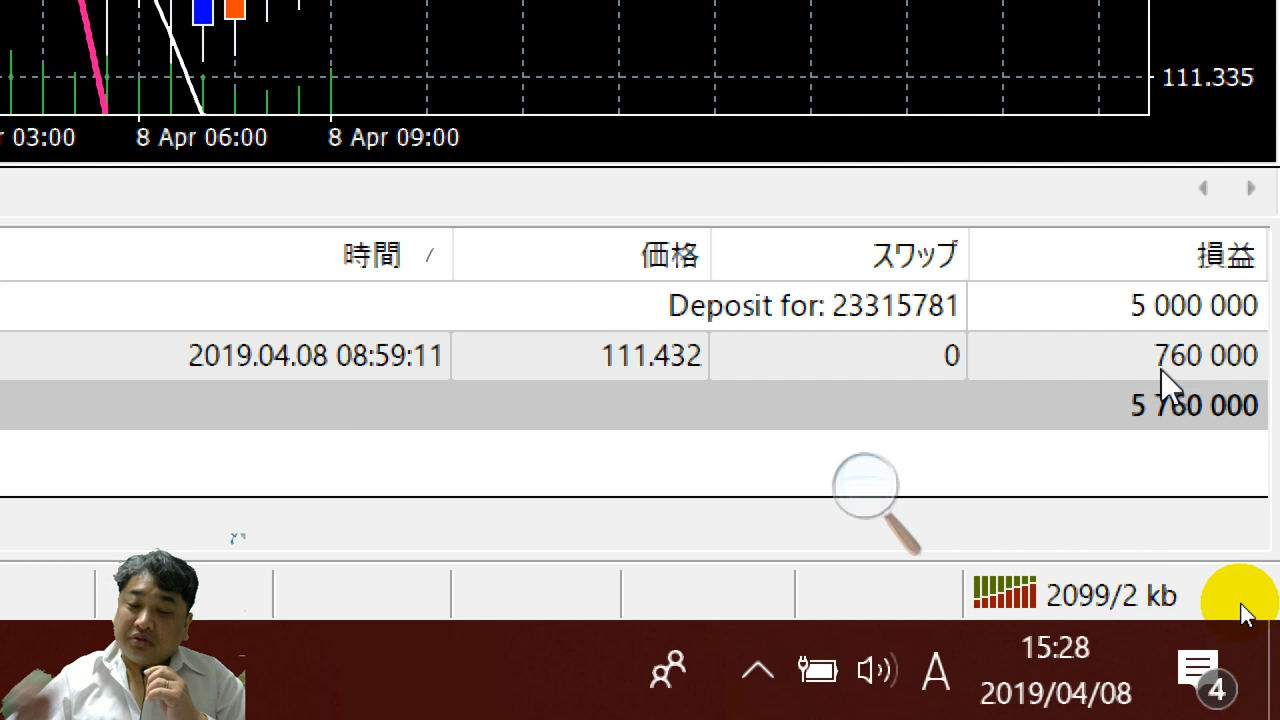 111.335
r 03:00 8 Apr 06:00 8 Apr 09:00
時間 / 価格 スワップ 損益
Deposit for: 23315781 5 000 000
2019.04.08 08:59:11 111.432 0 760 000
5 760 000
2099/2 kb
A 15:28
2019/04/08
4